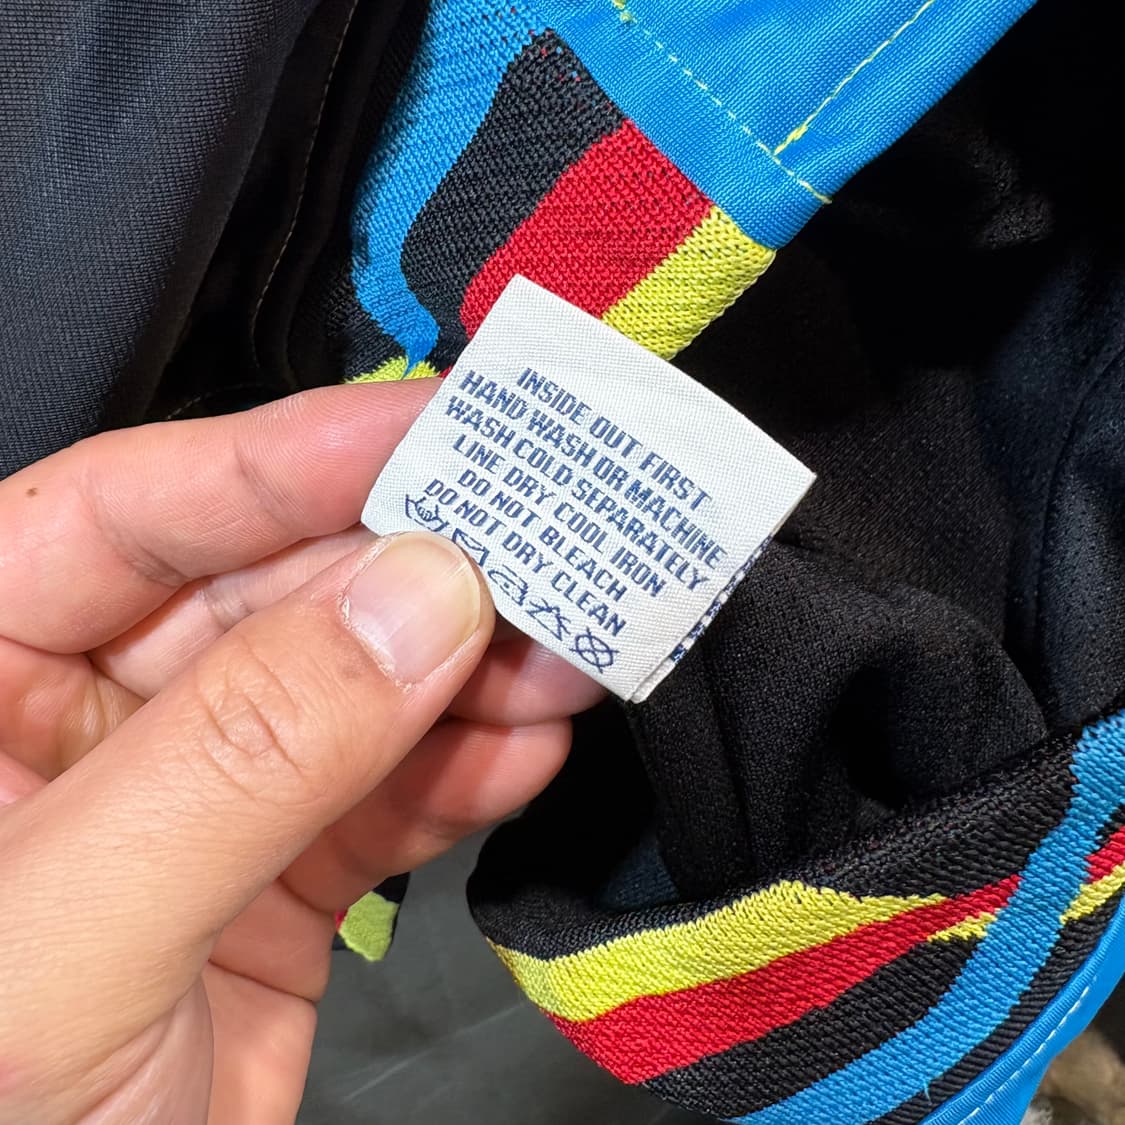 INSIDE OUT FIRST
HAND WASH OR MACHINE
WASH COLD SEPARATELY
LINE DRY COOL IRON
DO NOT BLEACH
DO NOT DRY CLEAN